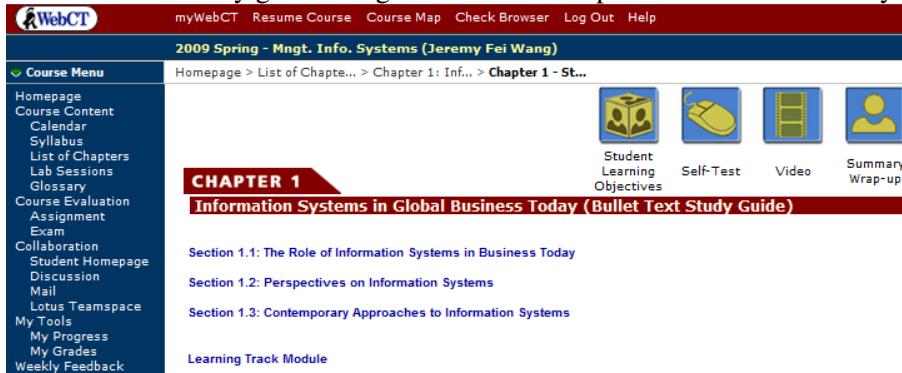 WebCT
myWebCT Resume Course Course Map Check Browser Log Out Help
2009 Spring - Mngt. Info. Systems (Jeremy Fei Wang)
Course Menu
Homepage > List of Chapte... > Chapter 1: Inf... > Chapter 1 - St...
Homepage
Course Content
Calendar
Syllabus
List of Chapters
Lab Sessions
Glossary
Course Evaluation
Assignment
Exam
Collaboration
Student Homepage
Discussion
Mail
Lotus Teamspace
My Tools
My Progress
My Grades
Weekly Feedback
Student
Learning
Objectives
Self-Test
Video
Summary
Wrap-up
CHAPTER 1
Information Systems in Global Business Today (Bullet Text Study Guide)
Section 1.1: The Role of Information Systems in Business Today
Section 1.2: Perspectives on Information Systems
Section 1.3: Contemporary Approaches to Information Systems
Learning Track Module